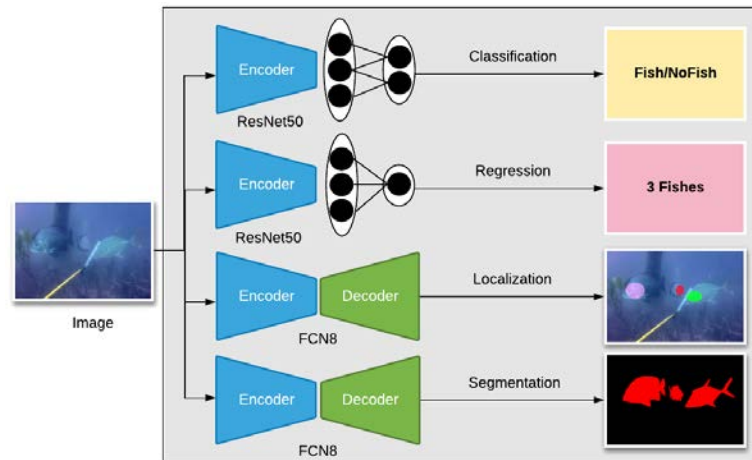 Encoder
ResNet50
Classification
Fish/NoFish
Encoder
ResNet50
Regression
3 Fishes
Image
Encoder
Decoder
FCN8
Localization
Encoder
Decoder
FCN8
Segmentation